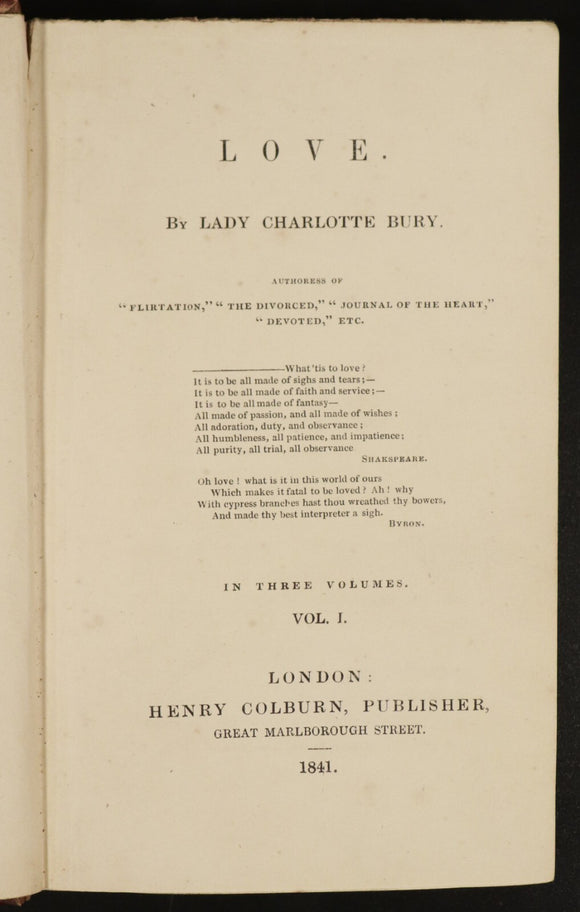 LOVE.
By LADY CHARLOTTE BURY.
AUTHORESS OF
"FLIRTATION," "THE DIVORCED," "JOURNAL OF THE HEART,"
"DEVOTED," ETC.
————What 'tis to love?
It is to be all made of sighs and tears;—
It is to be all made of faith and service;—
It is to be all made of fantasy—
All made of passion, and all made of wishes;
All adoration, duty, and observance;
All humbleness, all patience, and impatience;
All purity, all trial, all observance
SHAKSPEARE.
Oh love! what is it in this world of ours
Which makes it fatal to be loved? Ah! why
With cypress branches hast thou wreathed thy bowers,
And made thy best interpreter a sigh.
BYRON.
IN THREE VOLUMES.
VOL. I.
LONDON:
HENRY COLBURN, PUBLISHER,
GREAT MARLBOROUGH STREET.
1841.